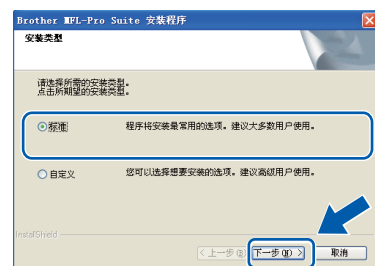 Brother MFL-Pro Suite 安装程序
安装类型
请选择所需的安装类型。
点击所期望的安装类型。
标准 程序将安装最常用的选项。建议大多数用户使用。
自定义 您可以选择想要安装的选项。建议高级用户使用。
InstallShield
< 上一步(B) 下一步(N) > 取消